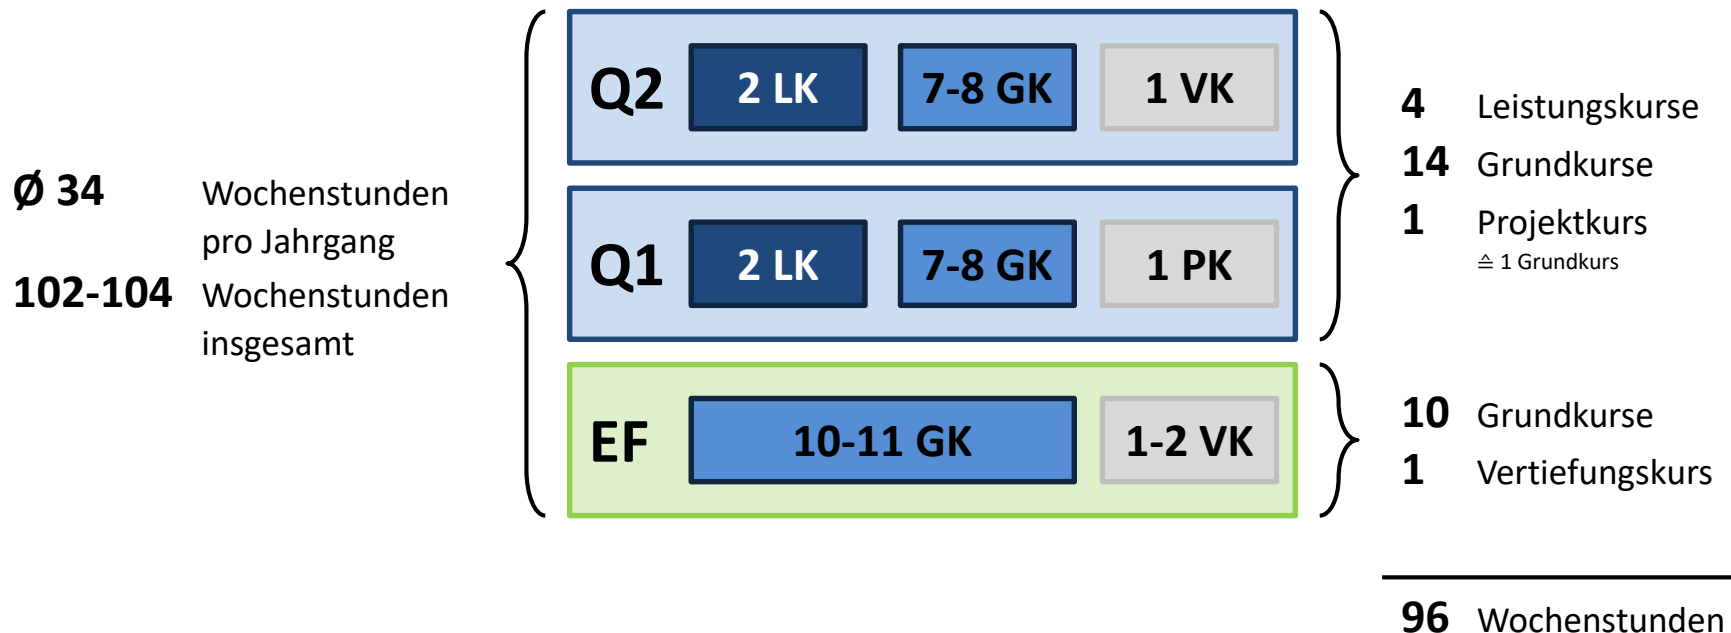 Ø 34 Wochenstunden
pro Jahrgang
102-104 Wochenstunden
insgesamt
Q2 2 LK 7-8 GK 1 VK
Q1 2 LK 7-8 GK 1 PK
EF 10-11 GK 1-2 VK
4 Leistungskurse
14 Grundkurse
1 Projektkurs
≙ 1 Grundkurs
10 Grundkurse
1 Vertiefungskurs
96 Wochenstunden